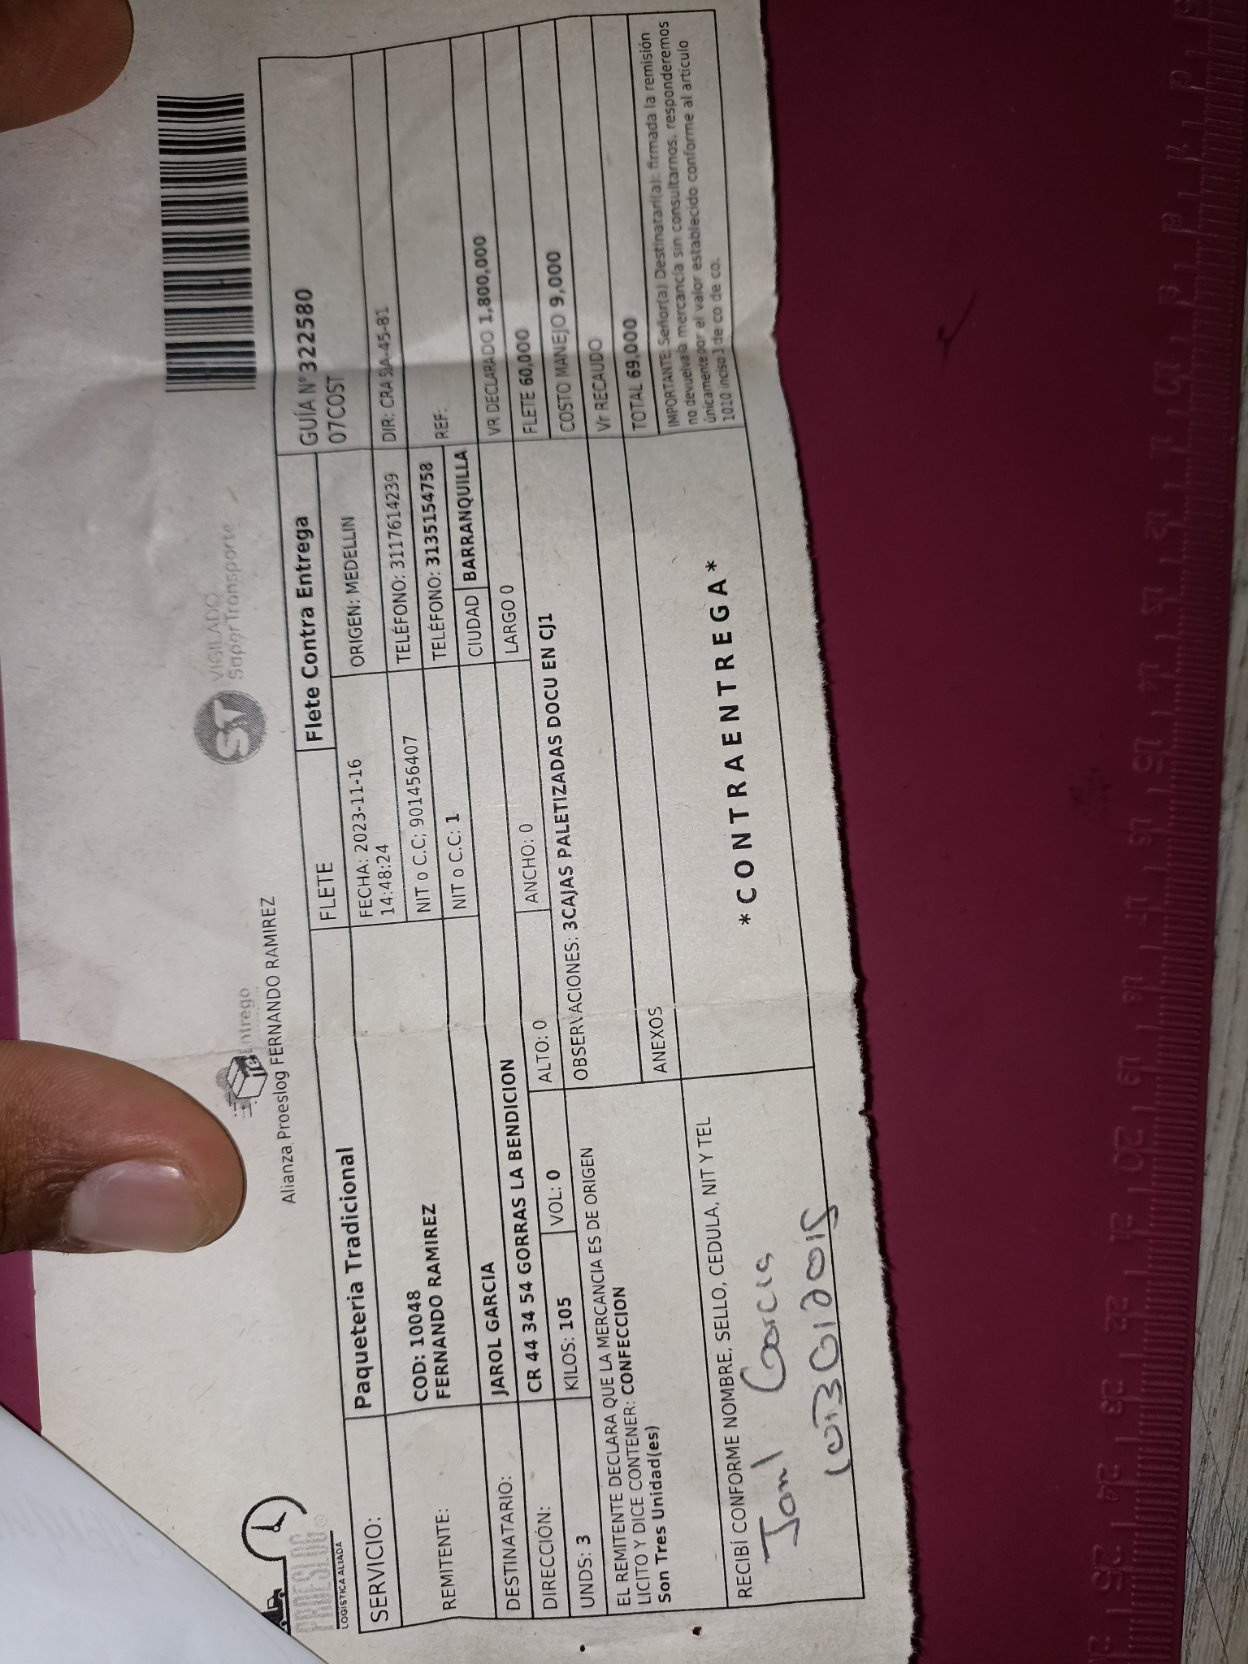 PROESLOG
LOGISTICA ALIADA
Alianza Proeslog FERNANDO RAMIREZ
VIGILADO
SuperTransporte
SERVICIO: Paqueteria Tradicional FLETE Flete Contra Entrega GUÍA N° 322580
07COST
FECHA: 2023-11-16
14:48:24
ORIGEN: MEDELLIN
REMITENTE: COD: 10048
FERNANDO RAMIREZ
NIT o C.C: 901456407 TELÉFONO: 3117614239 DIR: CRA
DESTINATARIO: JAROL GARCIA NIT o C.C: 1 TELÉFONO: 3135154758 REF:
DIRECCIÓN: CR 44 34 54 GORRAS LA BENDICION CIUDAD BARRANQUILLA VR DECLARADO 1,800,000
UNDS: 3 KILOS: 105 VOL: 0 ALTO: 0 ANCHO: 0 LARGO 0 FLETE 60,000
EL REMITENTE DECLARA QUE LA MERCANCIA ES DE ORIGEN
LICITO Y DICE CONTENER: CONFECCION
Son Tres Unidad(es)
OBSERVACIONES: 3CAJAS PALETIZADAS DOCU EN CJ1
COSTO MANEJO 9,000
Vr RECAUDO
ANEXOS
TOTAL 69,000
RECIBÍ CONFORME NOMBRE, SELLO, CEDULA, NIT Y TEL
Garcia
*CONTRAENTREGA*
IMPORTANTE: Señor(a) Destinatari(a): firmada la remisión
no devuelva la mercancía sin consultarnos, responderemos
únicamente por el valor establecido conforme al artículo
1010 inciso 3 de co de co.